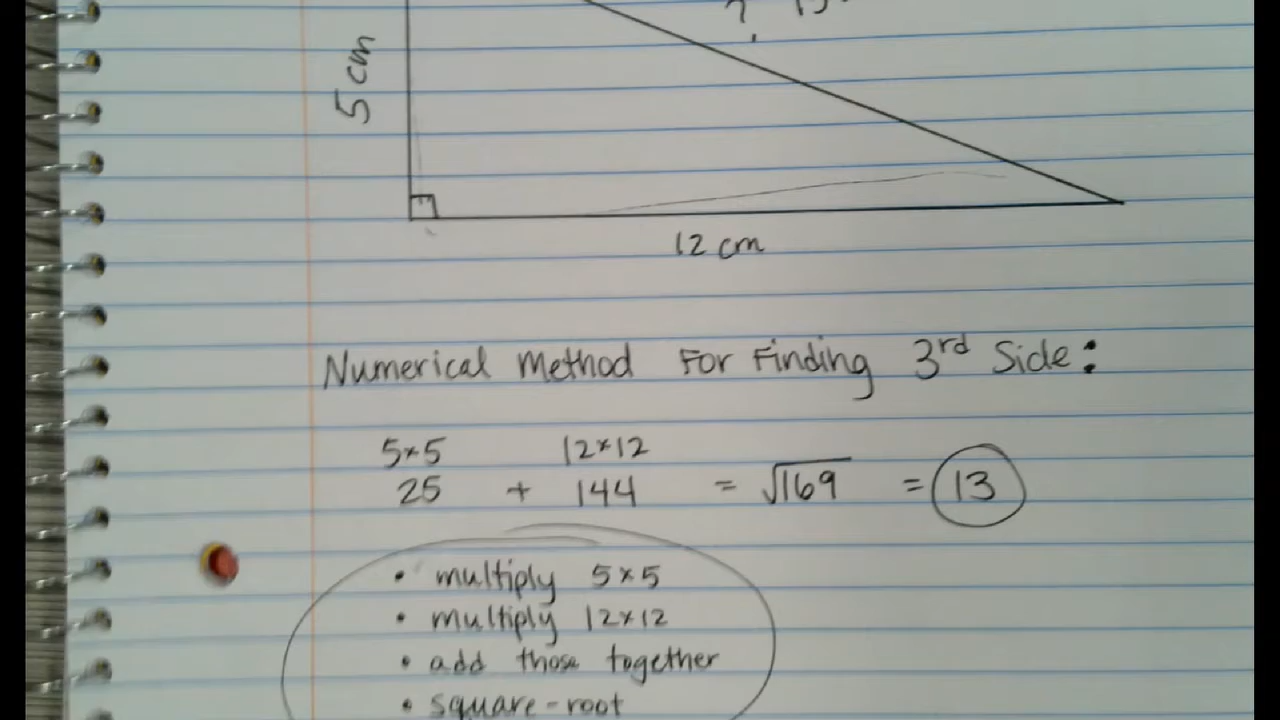 ?
5 cm
12 cm
Numerical Method For Finding 3rd Side:
5×5 12×12
25 + 144 = √169 = 13
• multiply 5×5
• multiply 12×12
• add those together
• square-root